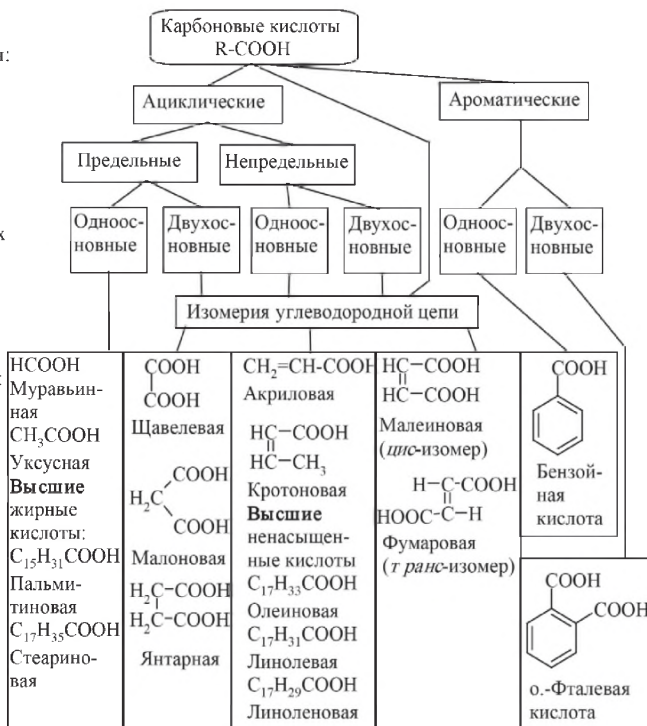 Карбоновые кислоты
R-COOH
Ациклические
Ароматические
Предельные
Непредельные
Одноос-
новные
Двухос-
новные
Одноос-
новные
Двухос-
новные
Одноос-
новные
Двухос-
новные
Изомерия углеводородной цепи
HCOOH
Муравьин-
ная
CH₃COOH
Уксусная
Высшие
жирные
кислоты:
C₁₅H₃₁COOH
Пальми-
тиновая
C₁₇H₃₅COOH
Стеарино-
вая
COOH
COOH
Щавелевая
COOH
H₂C
COOH
Малоновая
H₂C-COOH
H₂C-COOH
Янтарная
CH₂=CH-COOH
Акриловая
HC-COOH
HC-CH₃
Кротоновая
Высшие
ненасыщен-
ные кислоты
C₁₇H₃₃COOH
Олеиновая
C₁₇H₃₁COOH
Линолевая
C₁₇H₂₉COOH
Линоленовая
HC-COOH
HC-COOH
Малеиновая
(цис-изомер)
H-C-COOH
HOOC-C-H
Фумаровая
(т ранс-изомер)
COOH
Бензой-
ная
кислота
COOH
COOH
о.-Фталевая
кислота
х